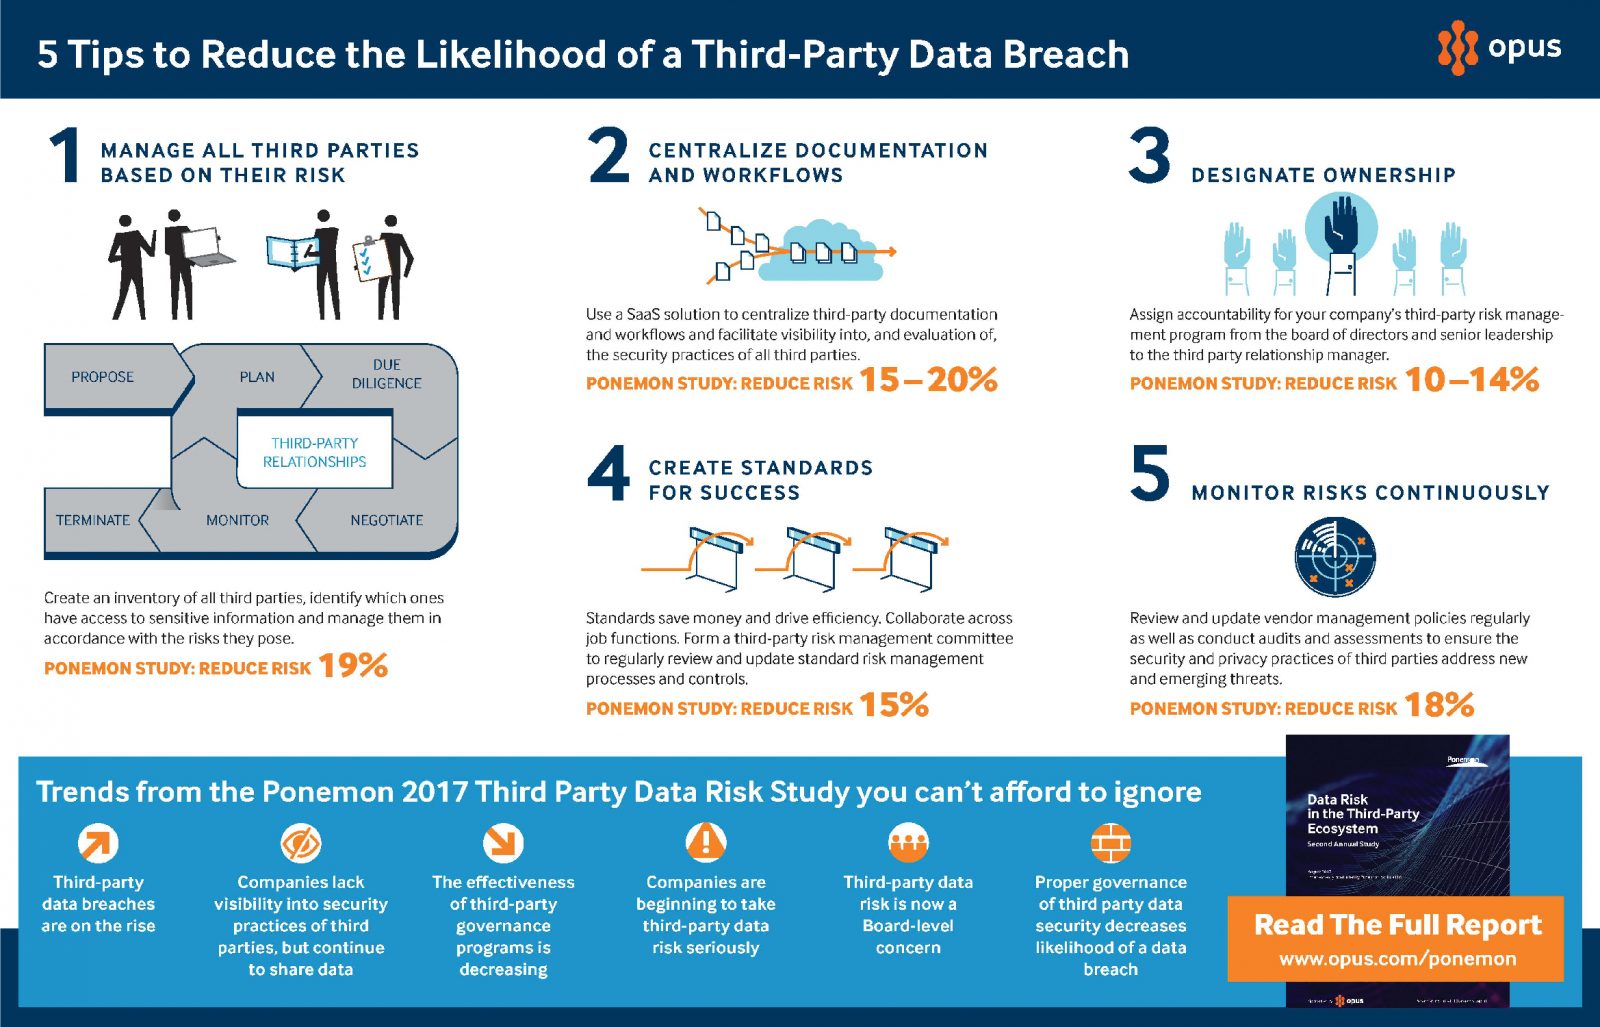 5 Tips to Reduce the Likelihood of a Third-Party Data Breach
opus
1 MANAGE ALL THIRD PARTIES
BASED ON THEIR RISK
PROPOSE
PLAN
DUE
DILIGENCE
THIRD-PARTY
RELATIONSHIPS
TERMINATE
MONITOR
NEGOTIATE
Create an inventory of all third parties, identify which ones
have access to sensitive information and manage them in
accordance with the risks they pose.
PONEMON STUDY: REDUCE RISK 19%
2 CENTRALIZE DOCUMENTATION
AND WORKFLOWS
Use a SaaS solution to centralize third-party documentation
and workflows and facilitate visibility into, and evaluation of,
the security practices of all third parties.
PONEMON STUDY: REDUCE RISK 15–20%
3 DESIGNATE OWNERSHIP
Assign accountability for your company's third-party risk manage-
ment program from the board of directors and senior leadership
to the third party relationship manager.
PONEMON STUDY: REDUCE RISK 10–14%
4 CREATE STANDARDS
FOR SUCCESS
Standards save money and drive efficiency. Collaborate across
job functions. Form a third-party risk management committee
to regularly review and update standard risk management
processes and controls.
PONEMON STUDY: REDUCE RISK 15%
5 MONITOR RISKS CONTINUOUSLY
Review and update vendor management policies regularly
as well as conduct audits and assessments to ensure the
security and privacy practices of third parties address new
and emerging threats.
PONEMON STUDY: REDUCE RISK 18%
Trends from the Ponemon 2017 Third Party Data Risk Study you can't afford to ignore
Third-party
data breaches
are on the rise
Companies lack
visibility into security
practices of third
parties, but continue
to share data
The effectiveness
of third-party
governance
programs is
decreasing
Companies are
beginning to take
third-party data
risk seriously
Third-party data
risk is now a
Board-level
concern
Proper governance
of third party data
security decreases
likelihood of a data
breach
Ponemon
Data Risk
in the Third-Party
Ecosystem
Second Annual Study
Read The Full Report
www.opus.com/ponemon
opus